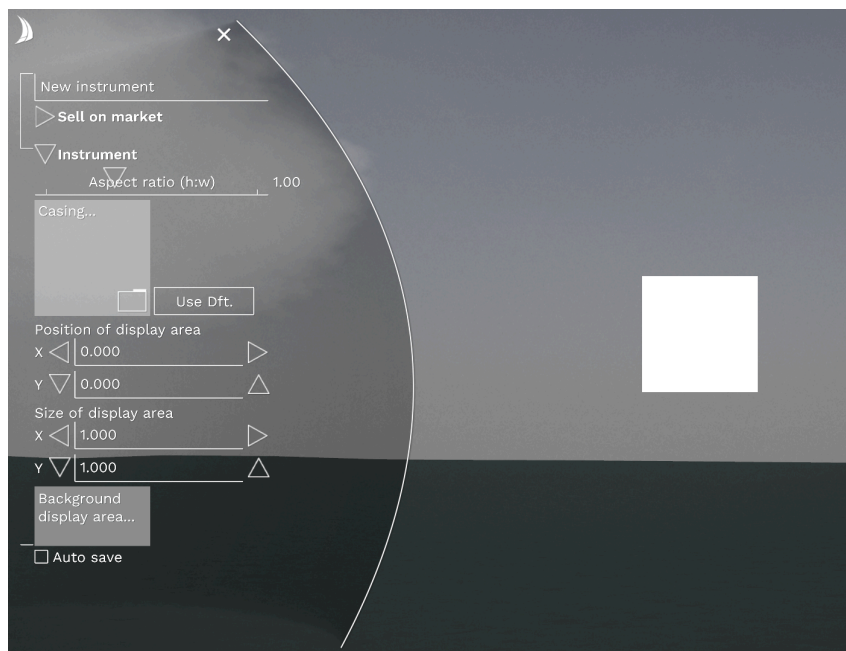 New instrument
Sell on market
Instrument
Aspect ratio (h:w) 1.00
Casing...
Use Dft.
Position of display area
X 0.000
Y 0.000
Size of display area
X 1.000
Y 1.000
Background
display area...
Auto save